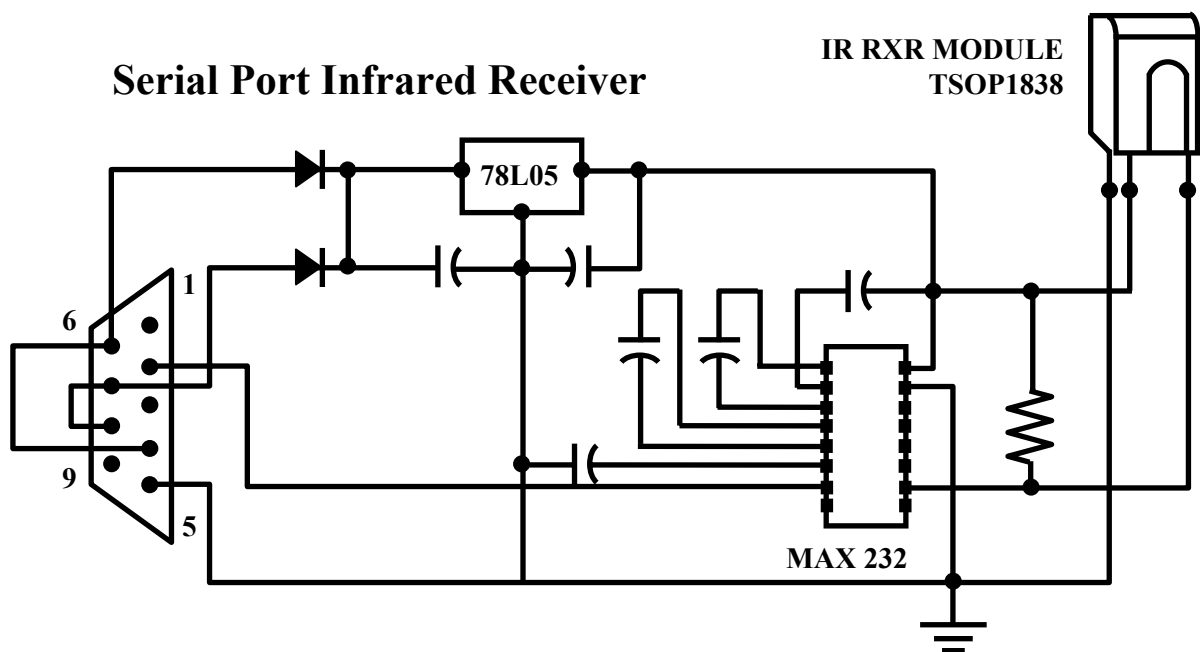 Serial Port Infrared Receiver
IR RXR MODULE
TSOP1838
78L05
1
6
9
5
MAX 232